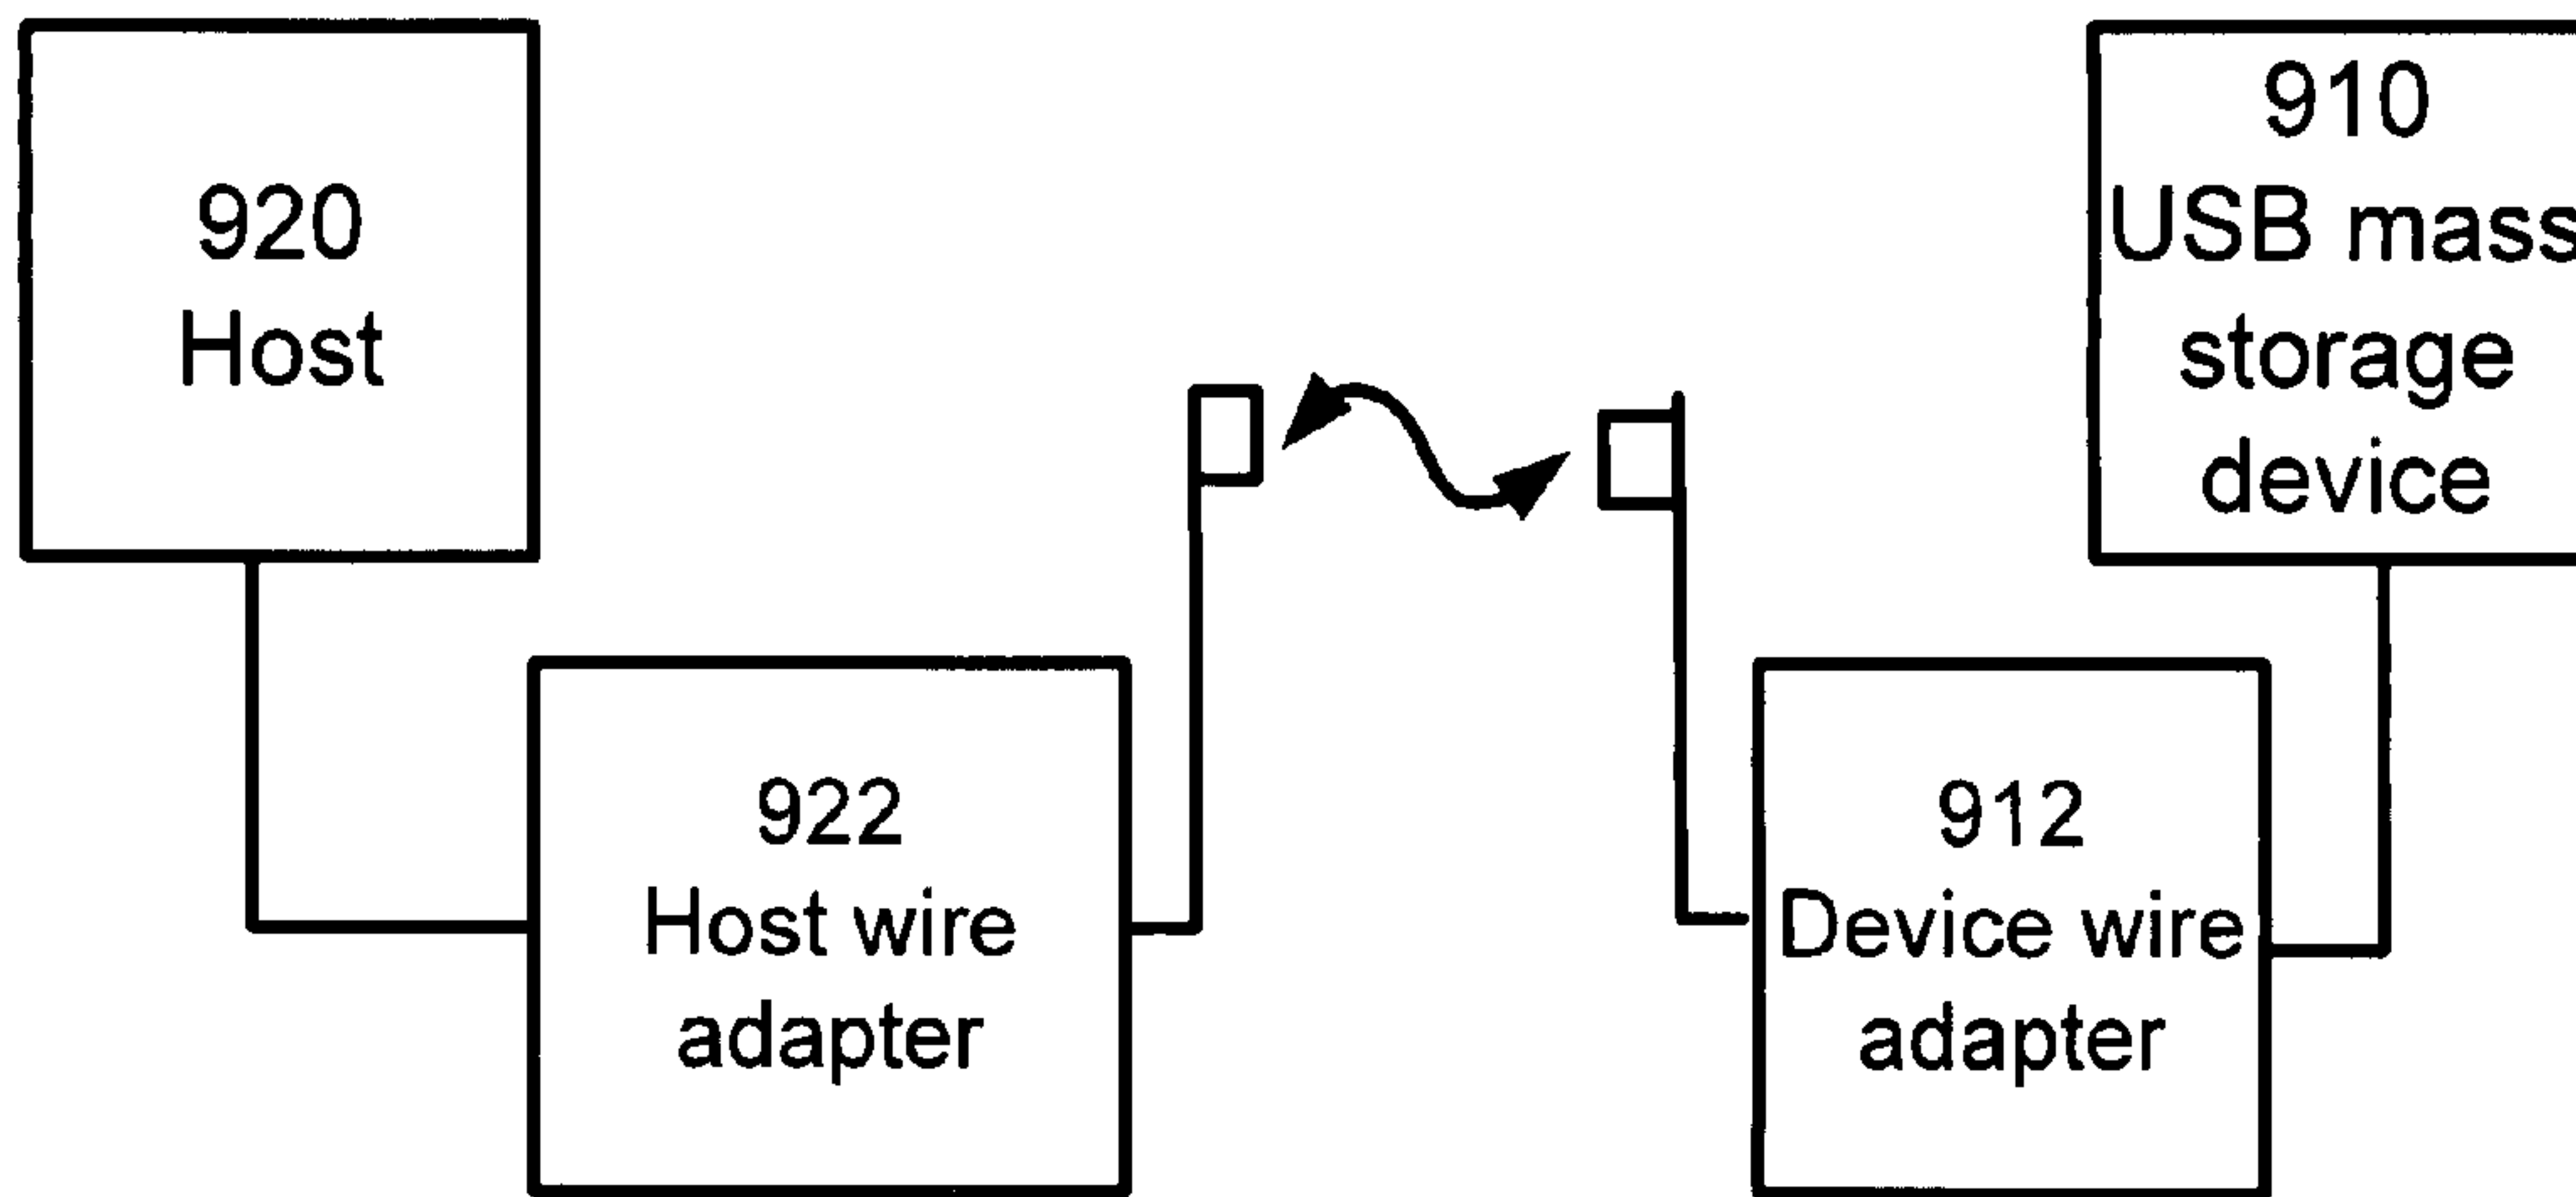 920
Host
910
USB mass
storage
device
922
Host wire
adapter
912
Device wire
adapter